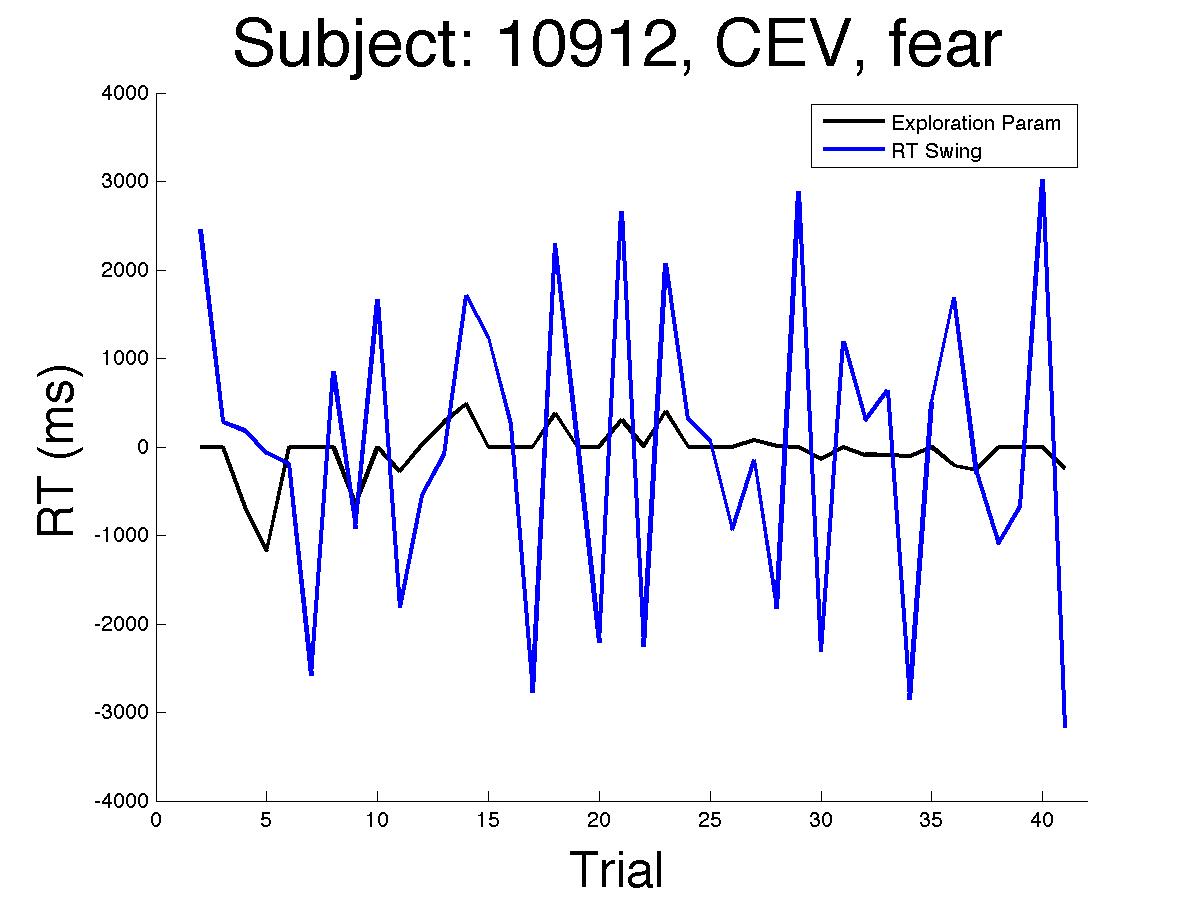 Subject: 10912, CEV, fear
4000
3000
2000
1000
0
-1000
-2000
-3000
-4000
RT (ms)
Exploration Param
RT Swing
0 5 10 15 20 25 30 35 40
Trial